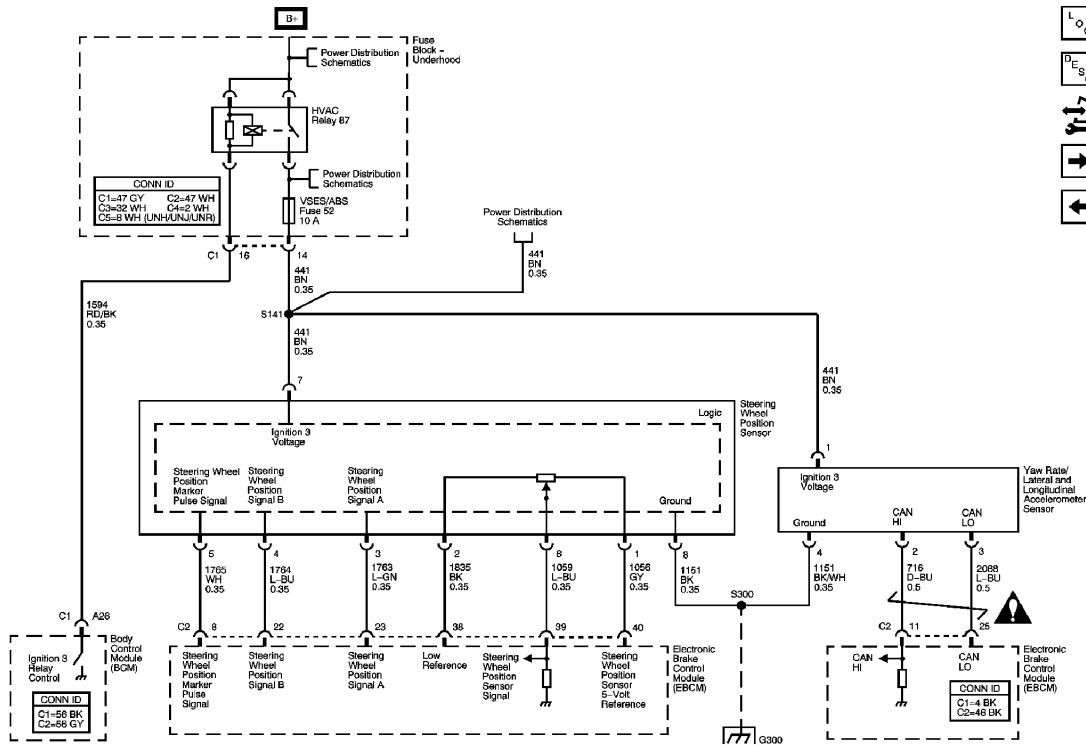 B+
Fuse
Block –
Underhood
Power Distribution
Schematics
HVAC
Relay 87
Power Distribution
Schematics
CONN ID
C1=47 GY C2=47 WH
C3=32 WH C4=2 WH
C5=8 WH (UNH/UNJ/UNR)
VSES/ABS
Fuse 52
10 A
C1 16 14
Power Distribution
Schematics
441
BN
0.35
441
BN
0.35
1594
RD/BK
0.35
S141
441
BN
0.35
441
BN
0.35
7
1
Steering
Wheel
Position
Sensor
Logic
Ignition 3
Voltage
Steering Wheel
Position
Marker
Pulse Signal
Steering
Wheel
Position
Signal B
Steering
Wheel
Position
Signal A
Ground
Ignition 3
Voltage
Yaw Rate/
Lateral and
Longitudinal
Accelerometer
Sensor
Ground
CAN
HI
CAN
LO
5 4 3 2 6 1 8
4 2 3
1765
WH
0.35
1764
L–BU
0.35
1763
L–GN
0.35
1835
BK
0.35
1059
L–BU
0.35
1056
GY
0.35
1151
BK
0.35
1151
BK/WH
0.35
716
D–BU
0.5
2088
L–BU
0.5
S300
C1 A26
C2 8 22 23 38 39 40
C2 11 25
Body
Control
Module
(BCM)
Ignition 3
Relay
Control
CONN ID
C1=56 BK
C2=56 GY
Steering
Wheel
Position
Marker
Pulse
Signal
Steering
Wheel
Position
Signal B
Steering
Wheel
Position
Signal A
Low
Reference
Steering
Wheel
Position
Sensor
Signal
Steering
Wheel
Position
Sensor
5–Volt
Reference
Electronic
Brake
Control
Module
(EBCM)
G300
CAN
HI
CAN
LO
CONN ID
C1=4 BK
C2=46 BK
Electronic
Brake
Control
Module
(EBCM)